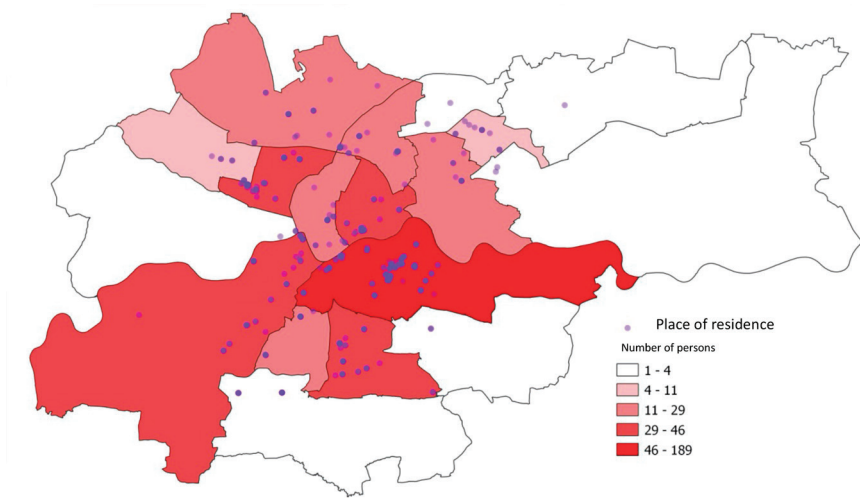 Place of residence
Number of persons
1 - 4
4 - 11
11 - 29
29 - 46
46 - 189